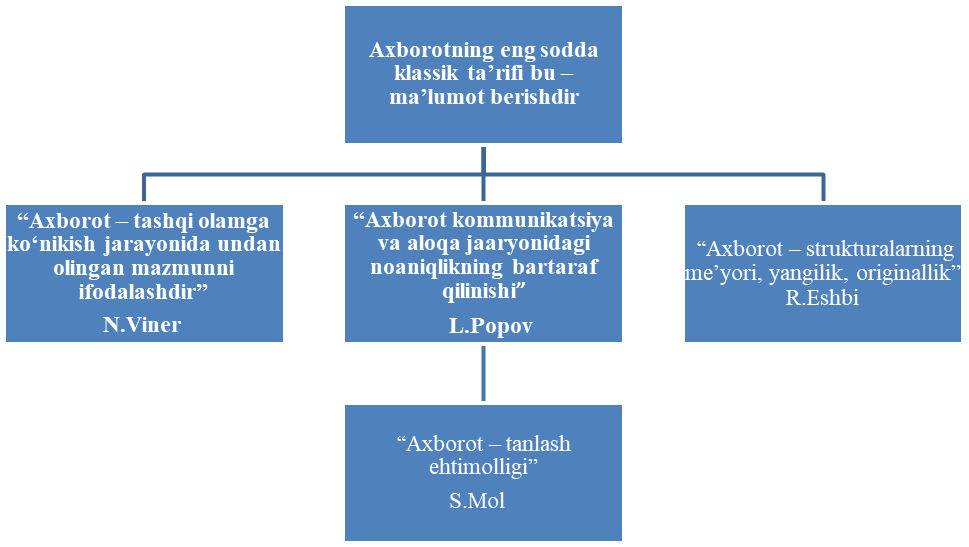 Axborotning eng sodda
klassik ta’rifi bu –
ma’lumot berishdir
“Axborot – tashqi olamga
ko‘nikish jarayonida undan
olingan mazmunni
ifodalashdir”
N.Viner
“Axborot kommunikatsiya
va aloqa jaaryonidagi
noaniqlikning bartaraf
qilinishi”
L.Popov
“Axborot – strukturalarning
me’yori, yangilik, originallik”
R.Eshbi
“Axborot – tanlash
ehtimolligi”
S.Mol